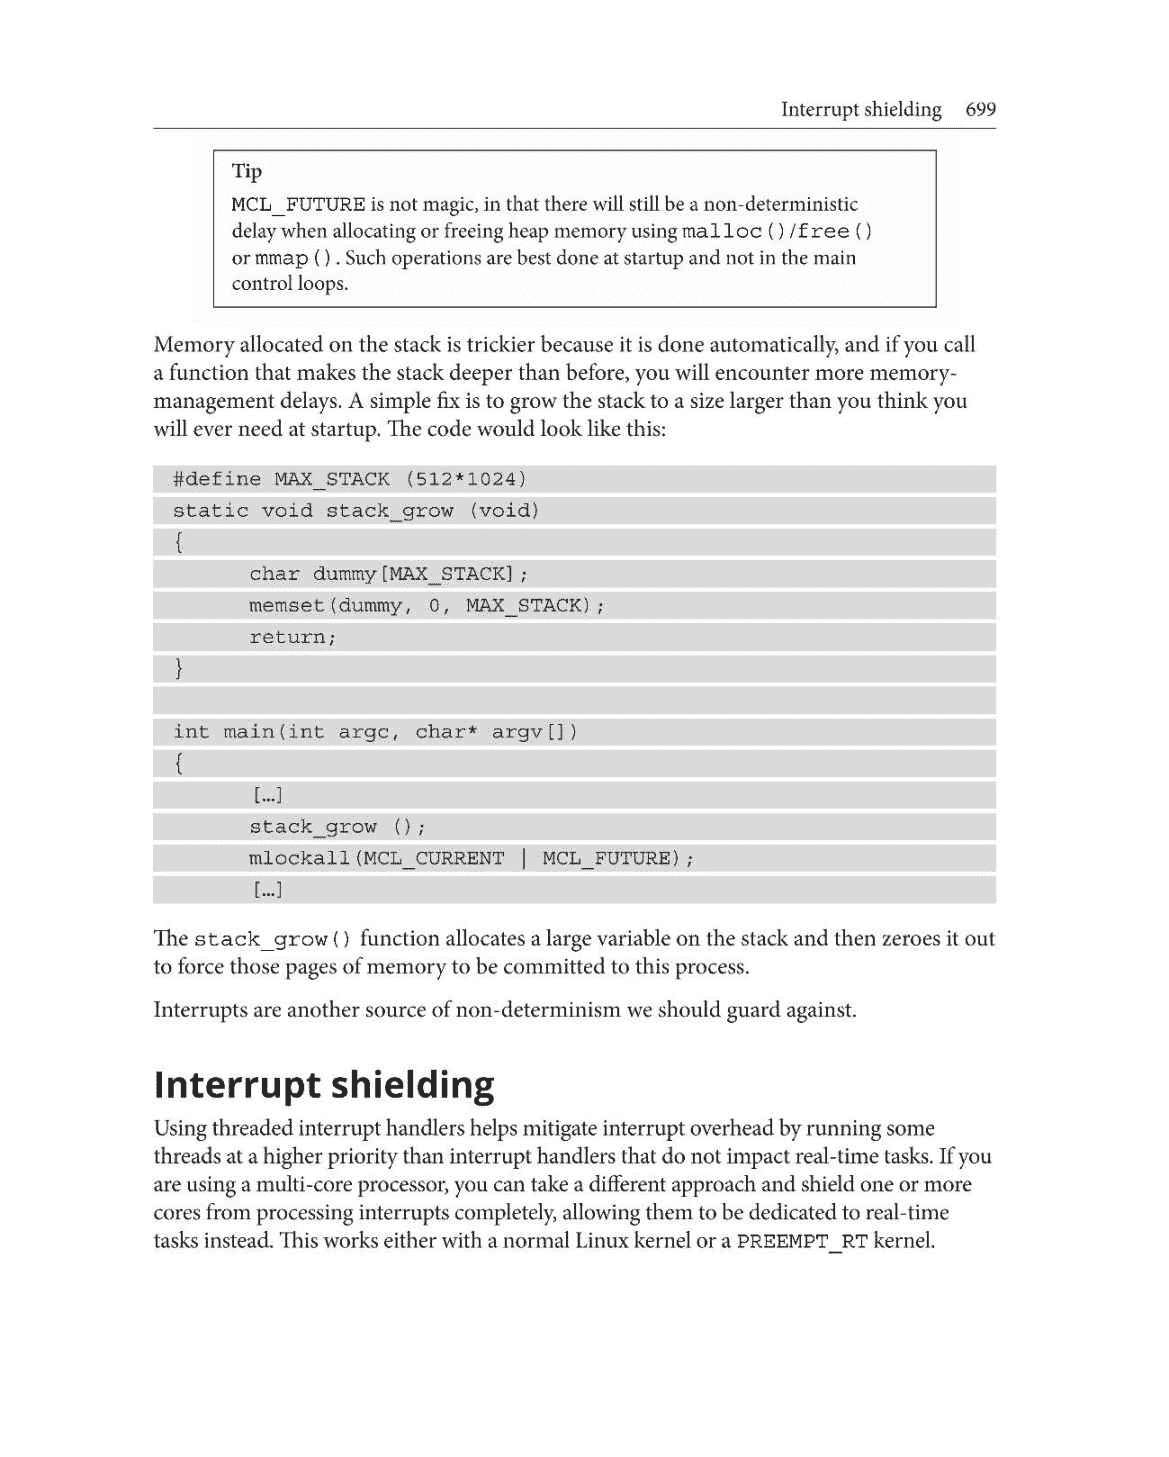 Interrupt shielding 699
Tip
MCL_FUTURE is not magic, in that there will still be a non-deterministic
delay when allocating or freeing heap memory using malloc()/free()
or mmap(). Such operations are best done at startup and not in the main
control loops.
Memory allocated on the stack is trickier because it is done automatically, and if you call
a function that makes the stack deeper than before, you will encounter more memory-
management delays. A simple fix is to grow the stack to a size larger than you think you
will ever need at startup. The code would look like this:
#define MAX_STACK (512*1024)
static void stack_grow (void)
{
char dummy[MAX_STACK];
memset(dummy, 0, MAX_STACK);
return;
}
int main(int argc, char* argv[])
{
[…]
stack_grow ();
mlockall(MCL_CURRENT | MCL_FUTURE);
[…]
The stack_grow() function allocates a large variable on the stack and then zeroes it out
to force those pages of memory to be committed to this process.
Interrupts are another source of non-determinism we should guard against.
Interrupt shielding
Using threaded interrupt handlers helps mitigate interrupt overhead by running some
threads at a higher priority than interrupt handlers that do not impact real-time tasks. If you
are using a multi-core processor, you can take a different approach and shield one or more
cores from processing interrupts completely, allowing them to be dedicated to real-time
tasks instead. This works either with a normal Linux kernel or a PREEMPT_RT kernel.